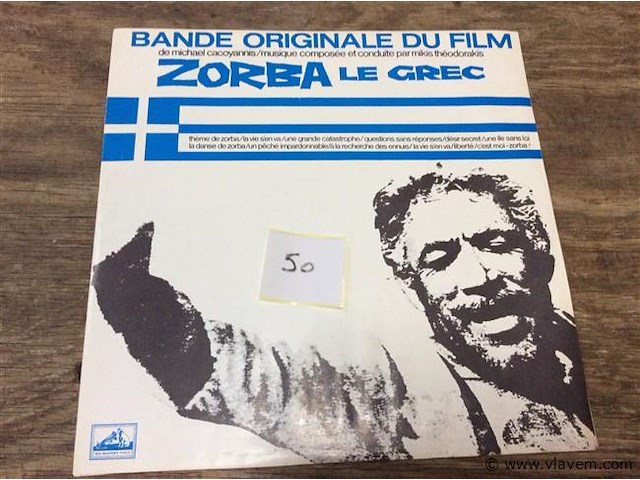 BANDE ORIGINALE DU FILM
de michael cacoyannis/musique composée et conduite par mikis théodorakis
ZORBA LE GREC
thème de zorba/la vie s'en va/une grande catastrophe/questions sans réponses/désir secret/une île sans loi
la danse de zorba/un péché impardonnable/à la recherche des ennuis/la vie s'en va/liberté/c'est moi-zorba!
50
© www.vlavem.com